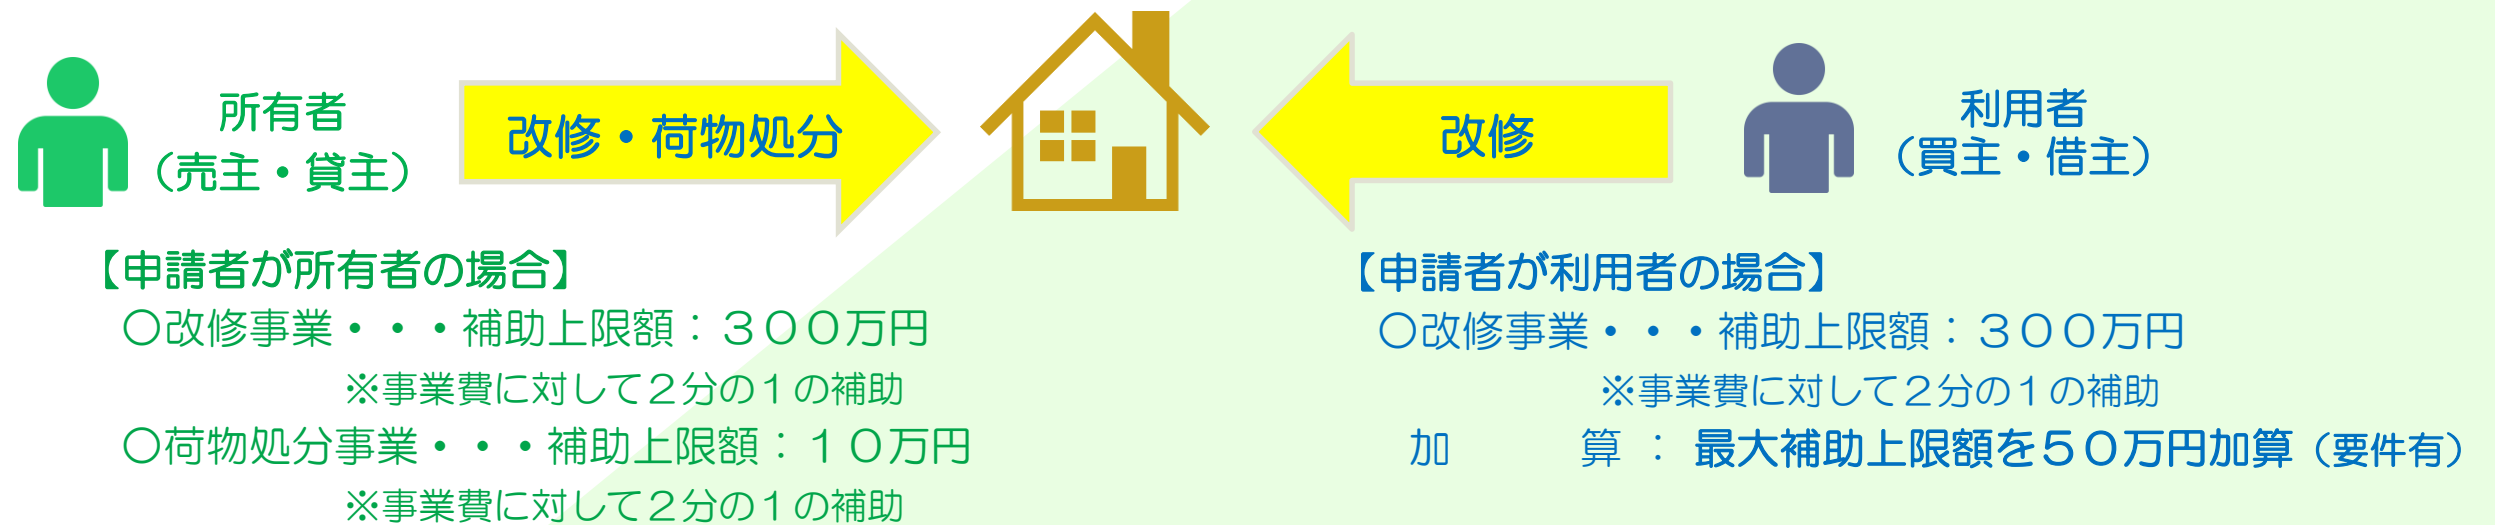 所有者
（売主・貸主）
改修・荷物処分
改修
利用者
（買主・借主）
【申請者が所有者の場合】
〇改修事業・・・補助上限額：３００万円
※事業費に対して２分の１の補助
〇荷物処分事業・・・補助上限額：１０万円
※事業費に対して２分の１の補助
【申請者が利用者の場合】
〇改修事業・・・補助上限額：３００万円
※事業費に対して２分の１の補助
加　算　：　最大補助上限額を５０万円加算（要件有）